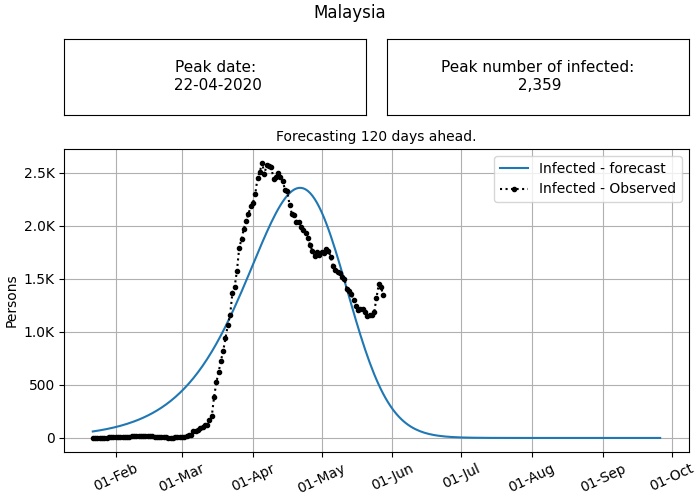 Malaysia
Peak date:
22-04-2020
Peak number of infected:
2,359
Forecasting 120 days ahead.
Infected - forecast
Infected - Observed
Persons
2.5K
2.0K
1.5K
1.0K
500
0
01-Feb
01-Mar
01-Apr
01-May
01-Jun
01-Jul
01-Aug
01-Sep
01-Oct